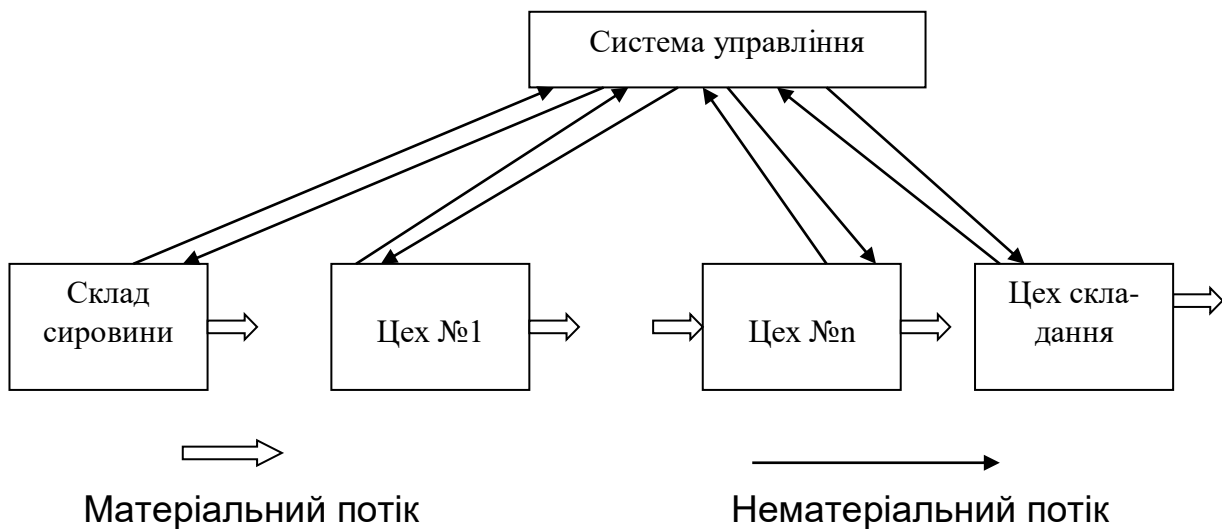 Система управління
Склад
сировини
Цех №1
Цех №n
Цех скла-
дання
Матеріальний потік
Нематеріальний потік